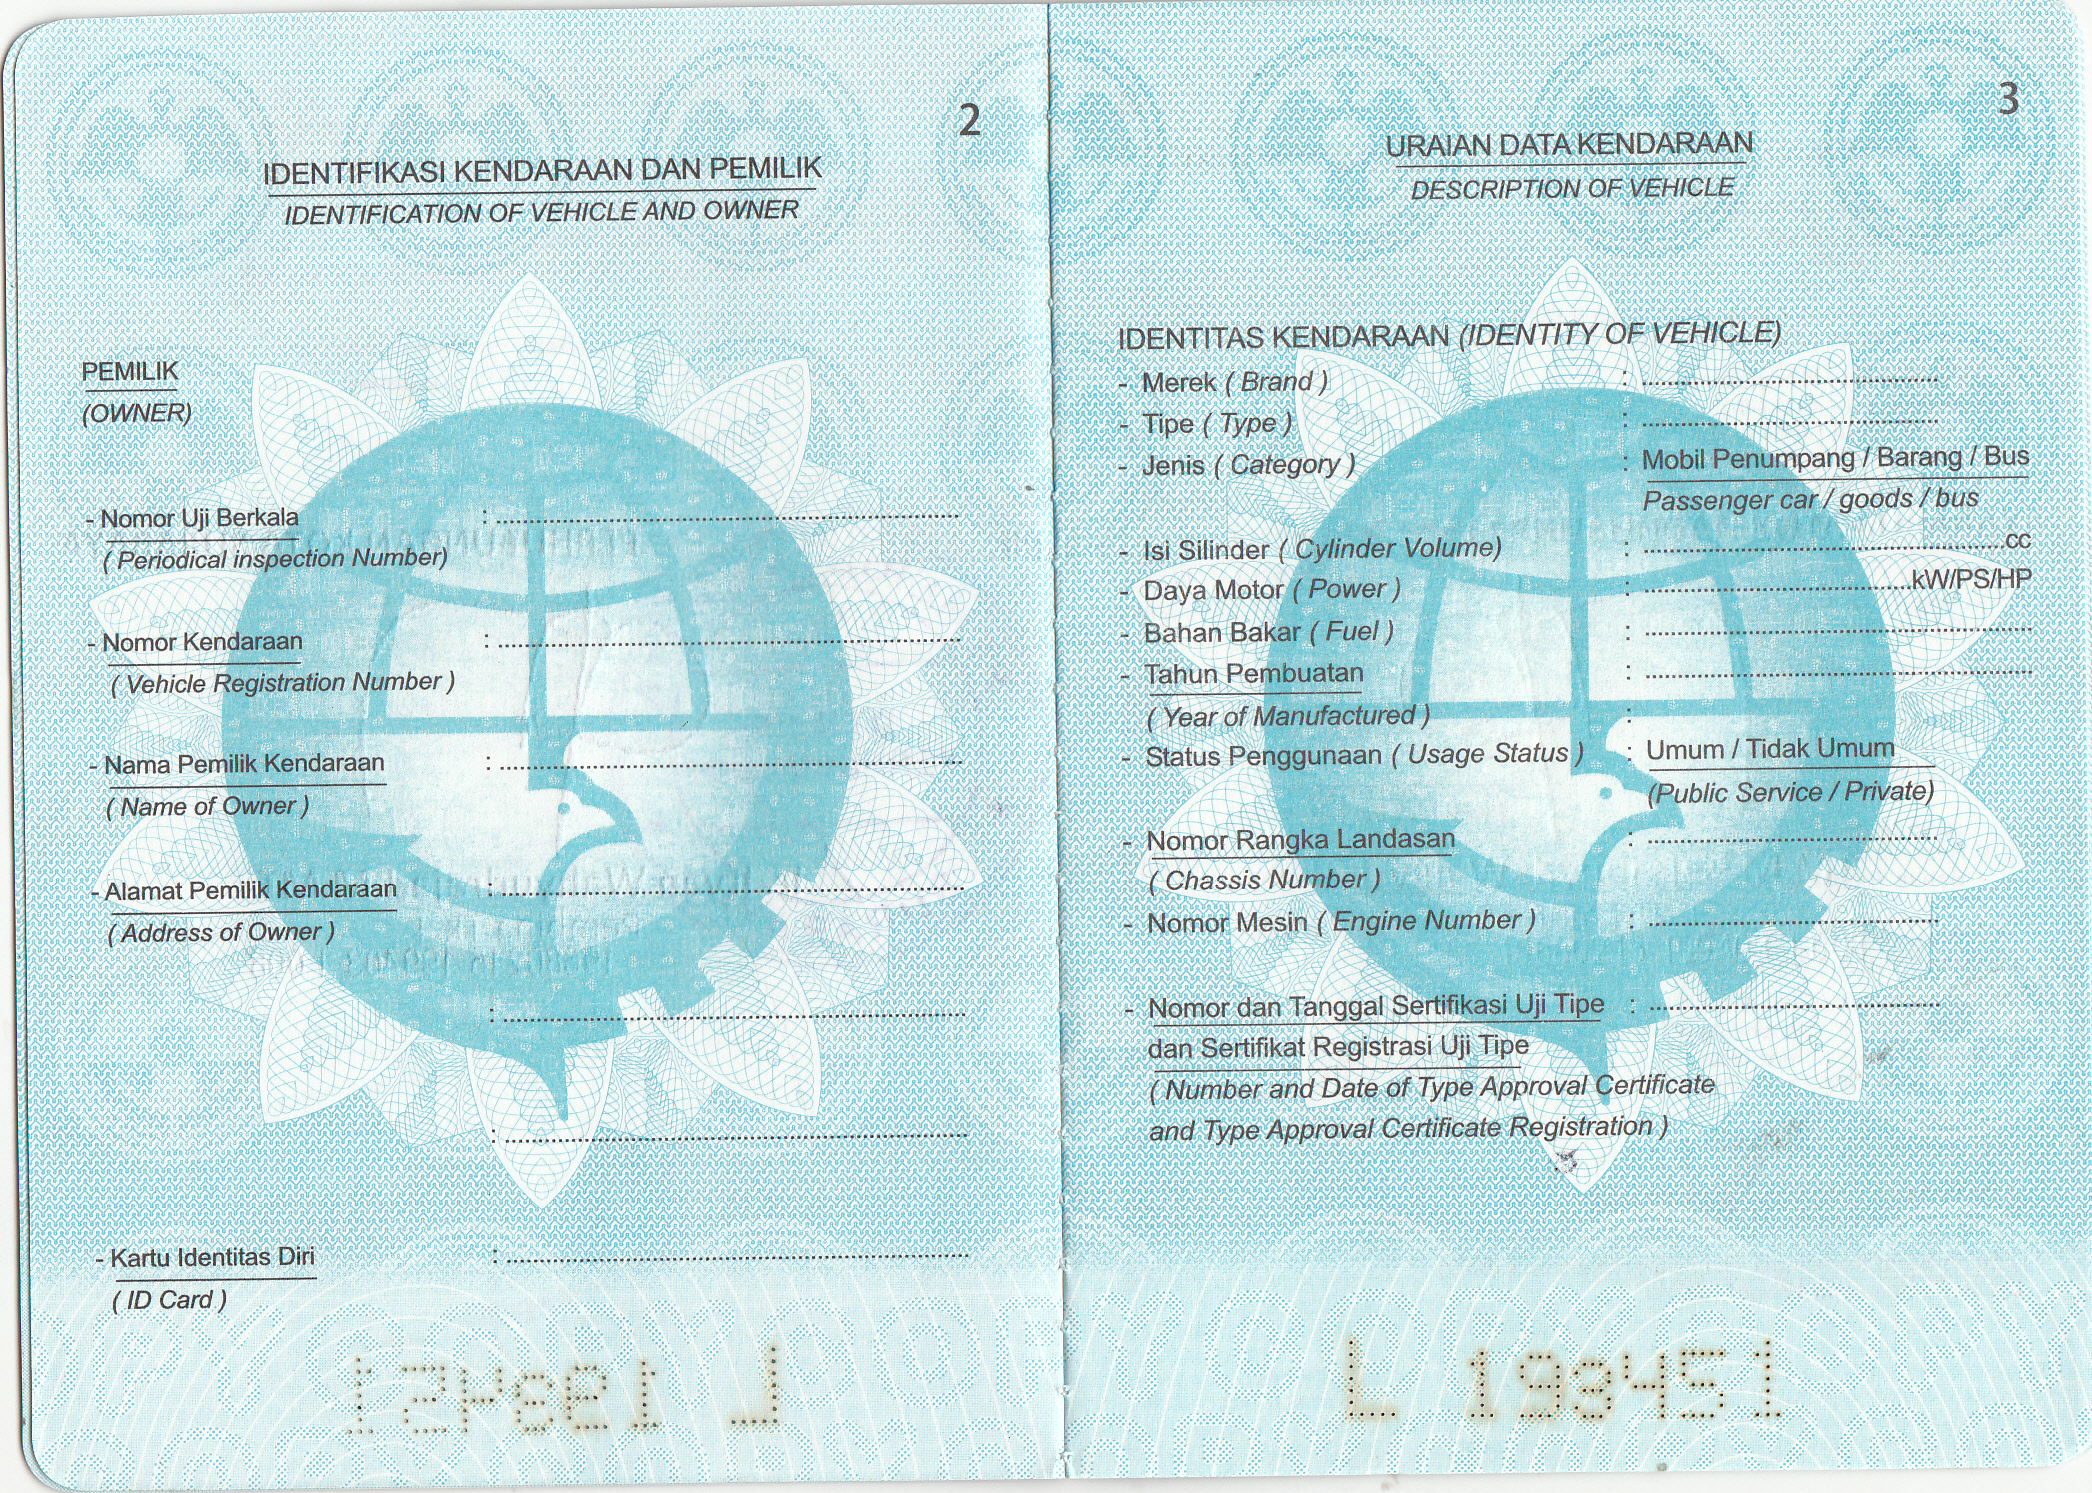 2
IDENTIFIKASI KENDARAAN DAN PEMILIK
IDENTIFICATION OF VEHICLE AND OWNER
PEMILIK
(OWNER)
- Nomor Uji Berkala :
( Periodical inspection Number)
- Nomor Kendaraan :
( Vehicle Registration Number )
- Nama Pemilik Kendaraan :
( Name of Owner )
- Alamat Pemilik Kendaraan :
( Address of Owner )
:
:
- Kartu Identitas Diri :
( ID Card )
3
URAIAN DATA KENDARAAN
DESCRIPTION OF VEHICLE
IDENTITAS KENDARAAN (IDENTITY OF VEHICLE)
- Merek ( Brand ) :
- Tipe ( Type ) :
- Jenis ( Category ) : Mobil Penumpang / Barang / Bus
Passenger car / goods / bus
- Isi Silinder ( Cylinder Volume) : cc
- Daya Motor ( Power ) : kW/PS/HP
- Bahan Bakar ( Fuel ) :
- Tahun Pembuatan :
( Year of Manufactured ) :
- Status Penggunaan ( Usage Status ) : Umum / Tidak Umum
(Public Service / Private)
- Nomor Rangka Landasan :
( Chassis Number )
- Nomor Mesin ( Engine Number ) :
- Nomor dan Tanggal Sertifikasi Uji Tipe :
dan Sertifikat Registrasi Uji Tipe
( Number and Date of Type Approval Certificate
and Type Approval Certificate Registration )
L 193451